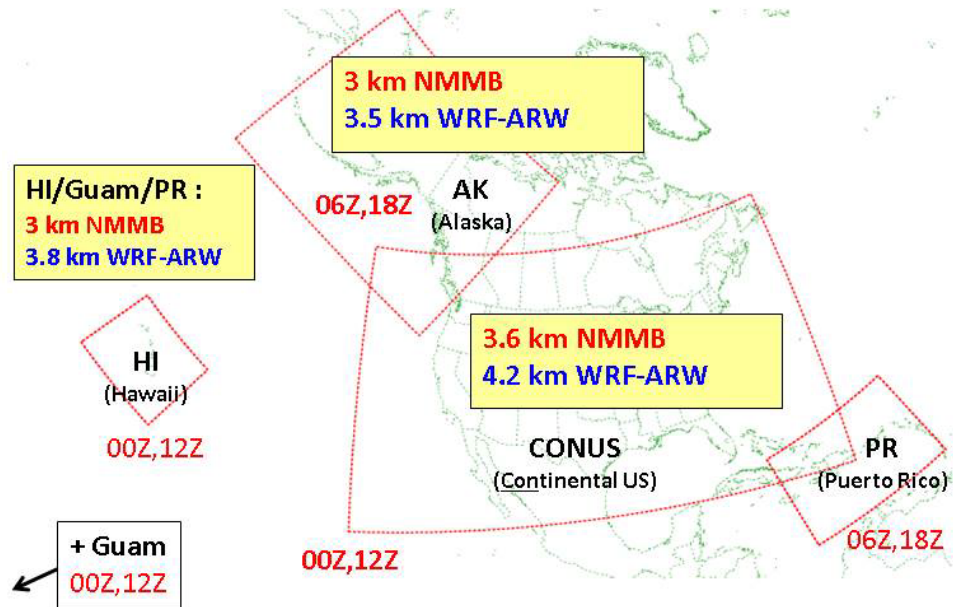 3 km NMMB
3.5 km WRF-ARW
HI/Guam/PR :
3 km NMMB
3.8 km WRF-ARW
06Z,18Z
AK
(Alaska)
3.6 km NMMB
4.2 km WRF-ARW
HI
(Hawaii)
00Z,12Z
CONUS
(Continental US)
PR
(Puerto Rico)
06Z,18Z
00Z,12Z
+ Guam
00Z,12Z